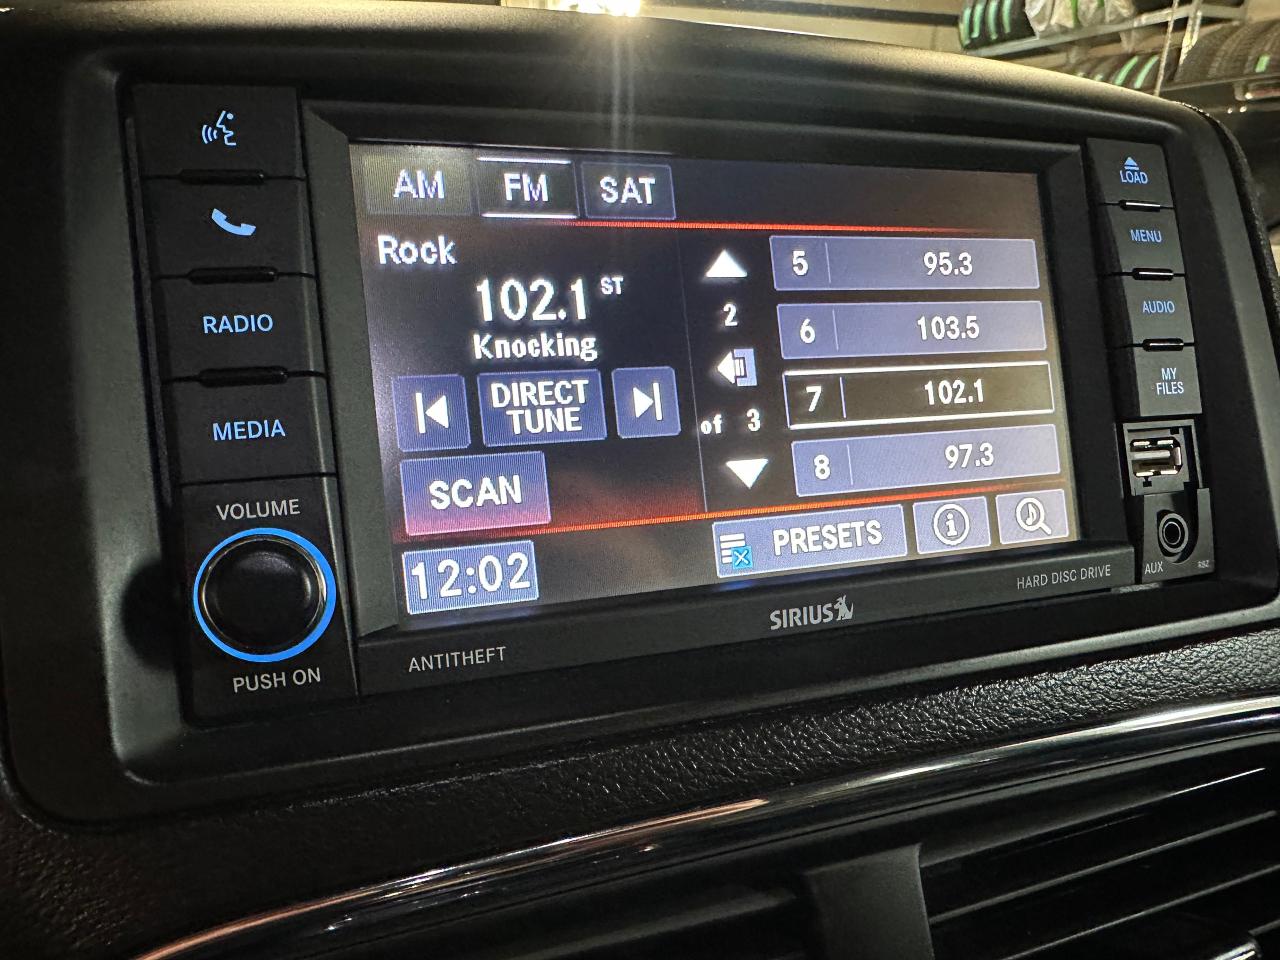 RADIO
MEDIA
VOLUME
PUSH ON
AM FM SAT
Rock
102.1 ST
Knocking
DIRECT
TUNE
SCAN
12:02
2
of 3
5 95.3
6 103.5
7 102.1
8 97.3
PRESETS
i
ANTITHEFT
SIRIUS
HARD DISC DRIVE
LOAD
MENU
AUDIO
MY
FILES
AUX
RBZ